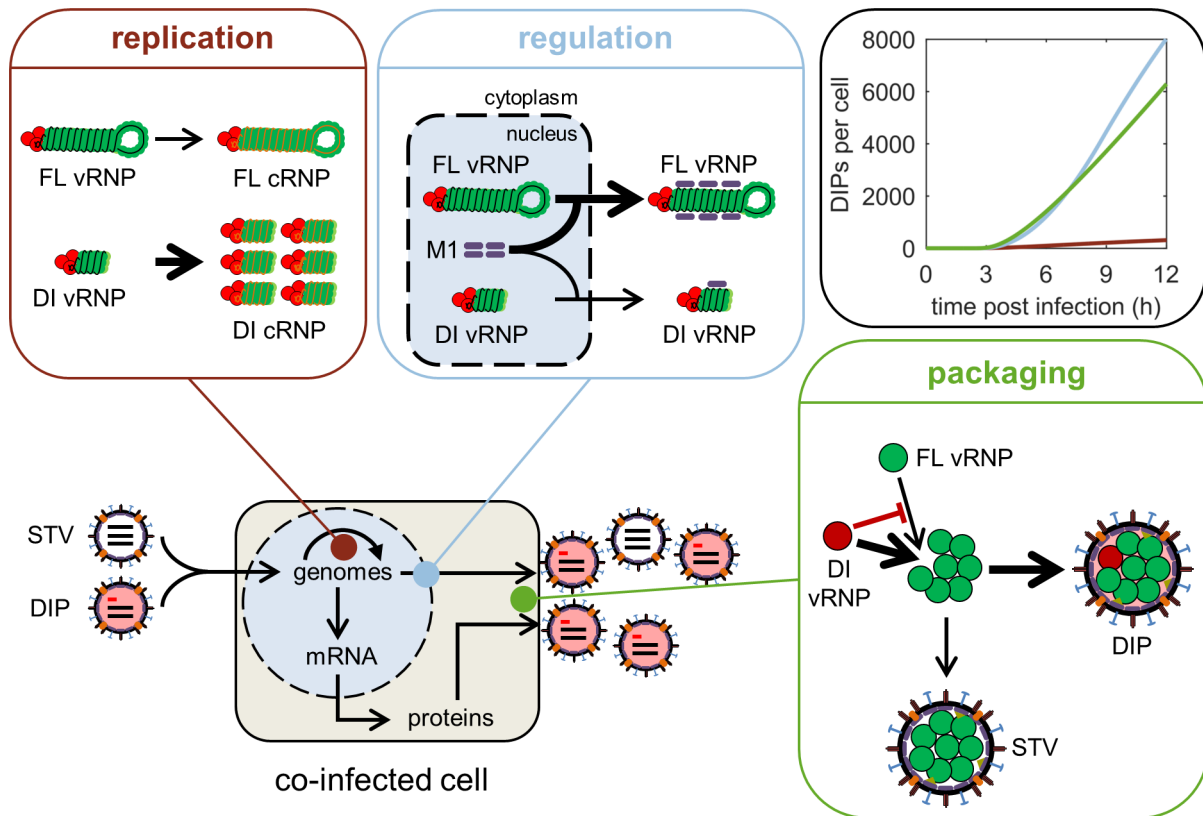 replication
FL vRNP
FL cRNP
DI vRNP
DI cRNP
regulation
cytoplasm
nucleus
FL vRNP
FL vRNP
M1
DI vRNP
DI vRNP
DIPs per cell
8000
6000
4000
2000
0
0
3
6
9
12
time post infection (h)
packaging
FL vRNP
DI
vRNP
DIP
STV
STV
DIP
genomes
mRNA
proteins
co-infected cell